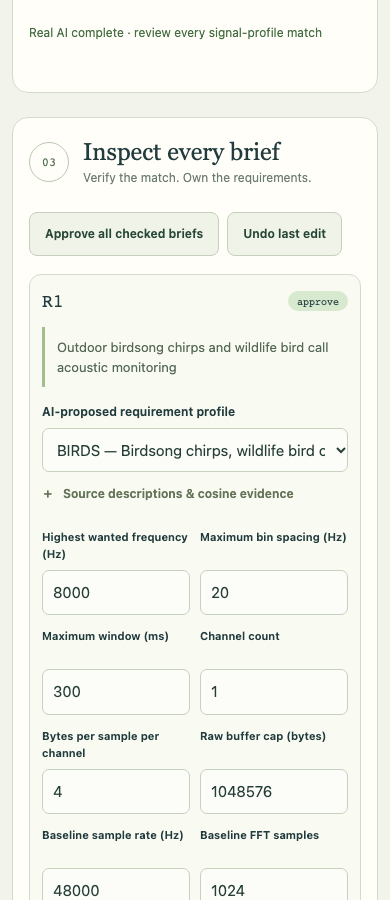 Real AI complete · review every signal-profile match
03
Inspect every brief
Verify the match. Own the requirements.
Approve all checked briefs
Undo last edit
R1
approve
Outdoor birdsong chirps and wildlife bird call
acoustic monitoring
AI-proposed requirement profile
BIRDS — Birdsong chirps, wildlife bird c
+ Source descriptions & cosine evidence
Highest wanted frequency
(Hz)
Maximum bin spacing (Hz)
8000
20
Maximum window (ms)
Channel count
300
1
Bytes per sample per
channel
Raw buffer cap (bytes)
4
1048576
Baseline sample rate (Hz)
Baseline FFT samples
48000
1024